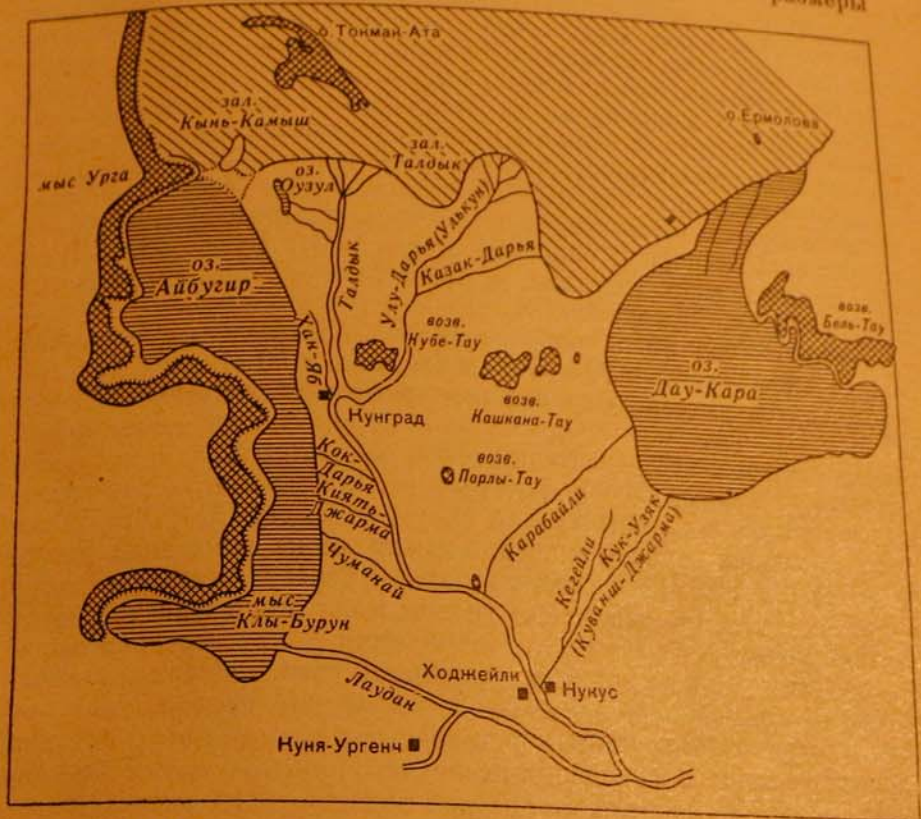 размеры
о. Токмак-Ата
зал.
Кынь-Камыш
о. Ермолова
зал.
Талдык
мыс Урга
оз.
Оузул
Улу-Дарья (Улькун)
Талдык
Казак-Дарья
оз.
Айбугир
возв.
Кубе-Тау
возв.
Бель-Тау
Хан-Яб
оз.
Дау-Кара
возв.
Кашкана-Тау
Кунград
возв.
Порлы-Тау
Кок-
Дарья
Кият-
Джарма
Карабайли
Кегейли
Кук-Узяк
(Куванш-Джарма)
Чуманай
мыс
Клы-Бурун
Ходжейли
Нукус
Лаудан
Куня-Ургенч